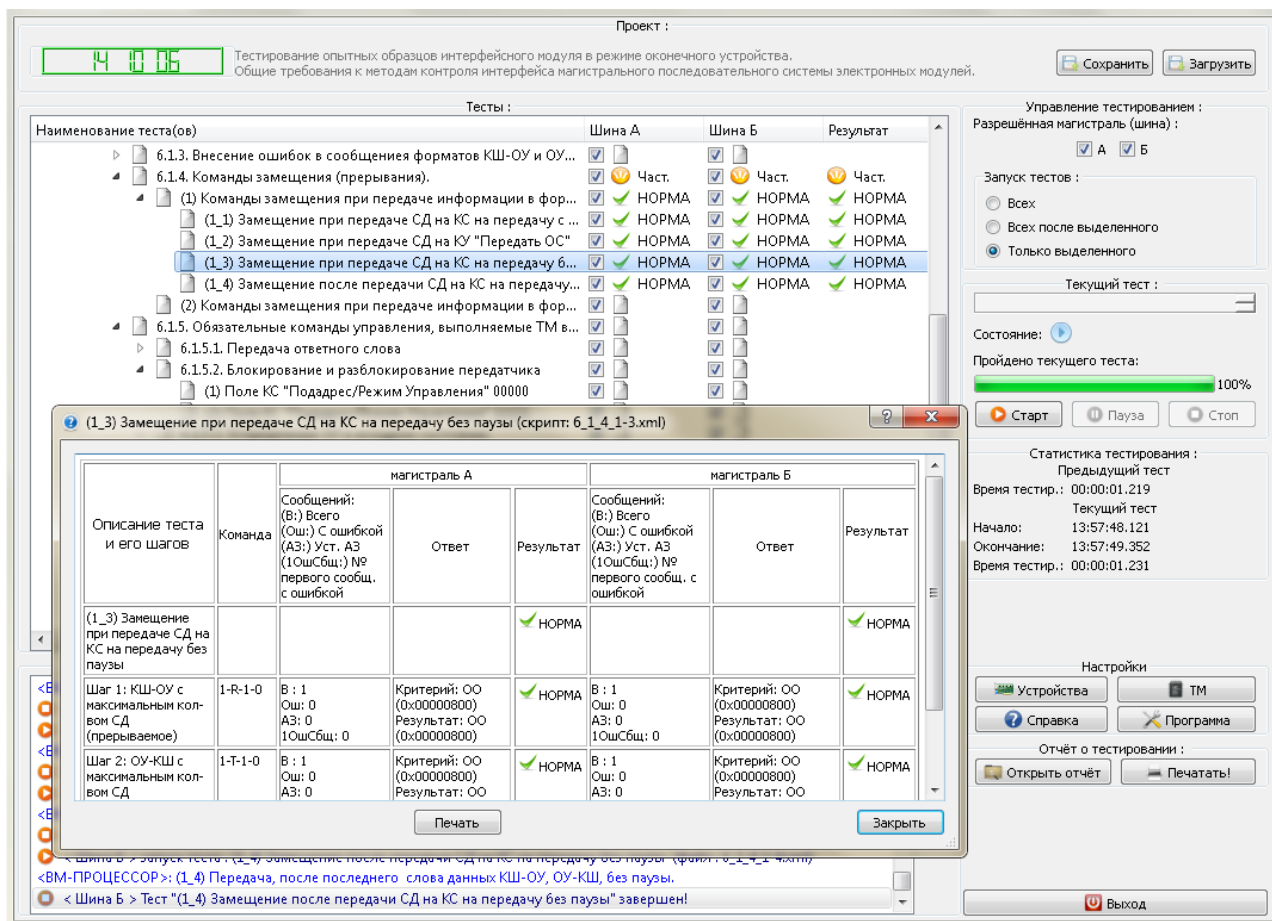 Проект :
14 10 06
Тестирование опытных образцов интерфейсного модуля в режиме оконечного устройства.
Общие требования к методам контроля интерфейса магистрального последовательного системы электронных модулей.
Сохранить
Загрузить
Тесты :
Наименование теста(ов) Шина А Шина Б Результат
6.1.3. Внесение ошибок в сообщениея форматов КШ-ОУ и ОУ...
6.1.4. Команды замещения (прерывания). Част. Част. Част.
(1) Команды замещения при передаче информации в фор... НОРМА НОРМА НОРМА
(1_1) Замещение при передаче СД на КС на передачу с ... НОРМА НОРМА НОРМА
(1_2) Замещение при передаче СД на КУ "Передать ОС" НОРМА НОРМА НОРМА
(1_3) Замещение при передаче СД на КС на передачу б... НОРМА НОРМА НОРМА
(1_4) Замещение после передачи СД на КС на передачу... НОРМА НОРМА НОРМА
(2) Команды замещения при передаче информации в фор...
6.1.5. Обязательные команды управления, выполняемые ТМ в...
6.1.5.1. Передача ответного слова
6.1.5.2. Блокирование и разблокирование передатчика
(1) Поле КС "Подадрес/Режим Управления" 00000
Управление тестированием :
Разрешённая магистраль (шина) :
А Б
Запуск тестов :
Всех
Всех после выделенного
Только выделенного
Текущий тест :
Состояние:
Пройдено текущего теста:
100%
Старт Пауза Стоп
Статистика тестирования :
Предыдущий тест
Время тестир.: 00:00:01.219
Текущий тест
Начало: 13:57:48.121
Окончание: 13:57:49.352
Время тестир.: 00:00:01.231
Настройки
Устройства ТМ
Справка Программа
Отчёт о тестировании :
Открыть отчёт Печатать!
Выход
(1_3) Замещение при передаче СД на КС на передачу без паузы (скрипт: 6_1_4_1-3.xml)
магистраль А магистраль Б
Описание теста
и его шагов
Команда
Сообщений:
(В:) Всего
(Ош:) С ошибкой
(АЗ:) Уст. АЗ
(1ОшСбщ:) №
первого сообщ.
с ошибкой
Ответ
Результат
Сообщений:
(В:) Всего
(Ош:) С ошибкой
(АЗ:) Уст. АЗ
(1ОшСбщ:) №
первого сообщ. с
ошибкой
Ответ
Результат
(1_3) Замещение
при передаче СД на
КС на передачу без
паузы
НОРМА
НОРМА
Шаг 1: КШ-ОУ с
максимальным кол-
вом СД
(прерываемое)
1-R-1-0
В : 1
Ош: 0
АЗ: 0
1ОшСбщ: 0
Критерий: ОО
(0x00000800)
Результат: ОО
(0x00000800)
НОРМА
В : 1
Ош: 0
АЗ: 0
1ОшСбщ: 0
Критерий: ОО
(0x00000800)
Результат: ОО
(0x00000800)
НОРМА
Шаг 2: ОУ-КШ с
максимальным кол-
вом СД
1-T-1-0
В : 1
Ош: 0
АЗ: 0
Критерий: ОО
(0x00000800)
Результат: ОО
НОРМА
В : 1
Ош: 0
АЗ: 0
Критерий: ОО
(0x00000800)
Результат: ОО
НОРМА
Печать
Закрыть
< Шина Б > Запуск теста : (1_4) Замещение после передачи СД на КС на передачу без паузы (файл : 6_1_4_1-4.xml)
<ВМ-ПРОЦЕССОР>: (1_4) Передача, после последнего слова данных КШ-ОУ, ОУ-КШ, без паузы.
< Шина Б > Тест "(1_4) Замещение после передачи СД на КС на передачу без паузы" завершен!